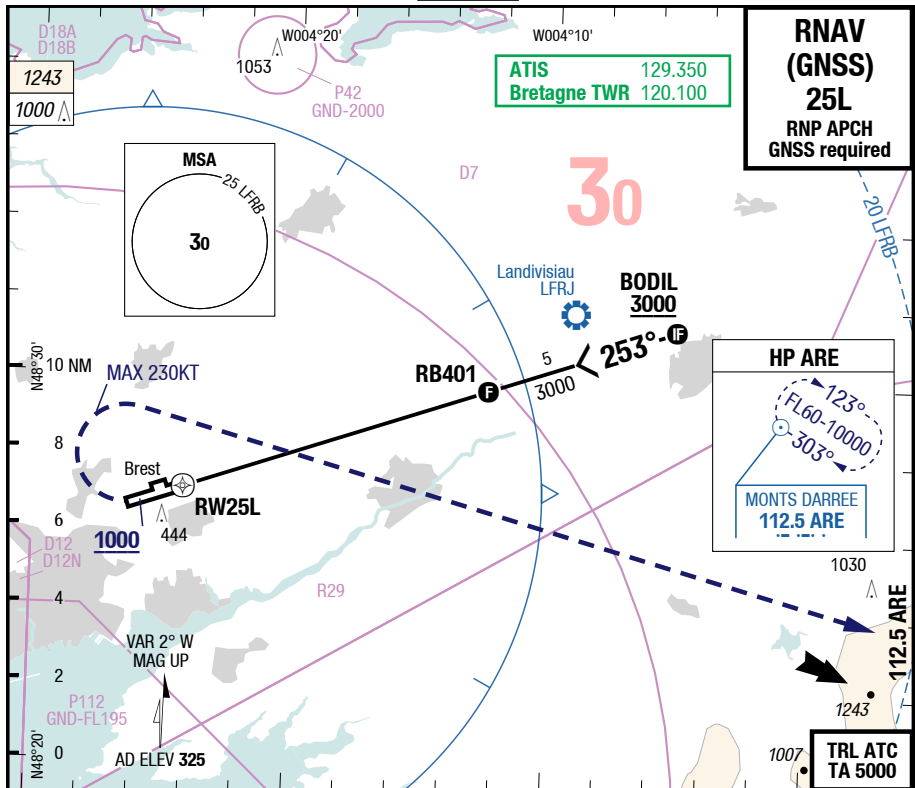 D18A
D18B
W004°20'
W004°10'
1053
P42
GND-2000
ATIS 129.350
Bretagne TWR 120.100
RNAV
(GNSS)
25L
RNP APCH
GNSS required
1243
1000
MSA
25 LFRB
30
D7
30
20 LFRB
Landivisiau
LFRJ
BODIL
3000
253°
IF
5
3000
RB401
F
N48°30'
10 NM
MAX 230KT
HP ARE
123°
FL60-10000
303°
MONTS DARREE
112.5 ARE
8
Brest
RW25L
6
1000
444
D12
D12N
1030
4
R29
112.5 ARE
VAR 2° W
MAG UP
2
P112
GND-FL195
1243
N48°20'
0
AD ELEV 325
1007
TRL ATC
TA 5000